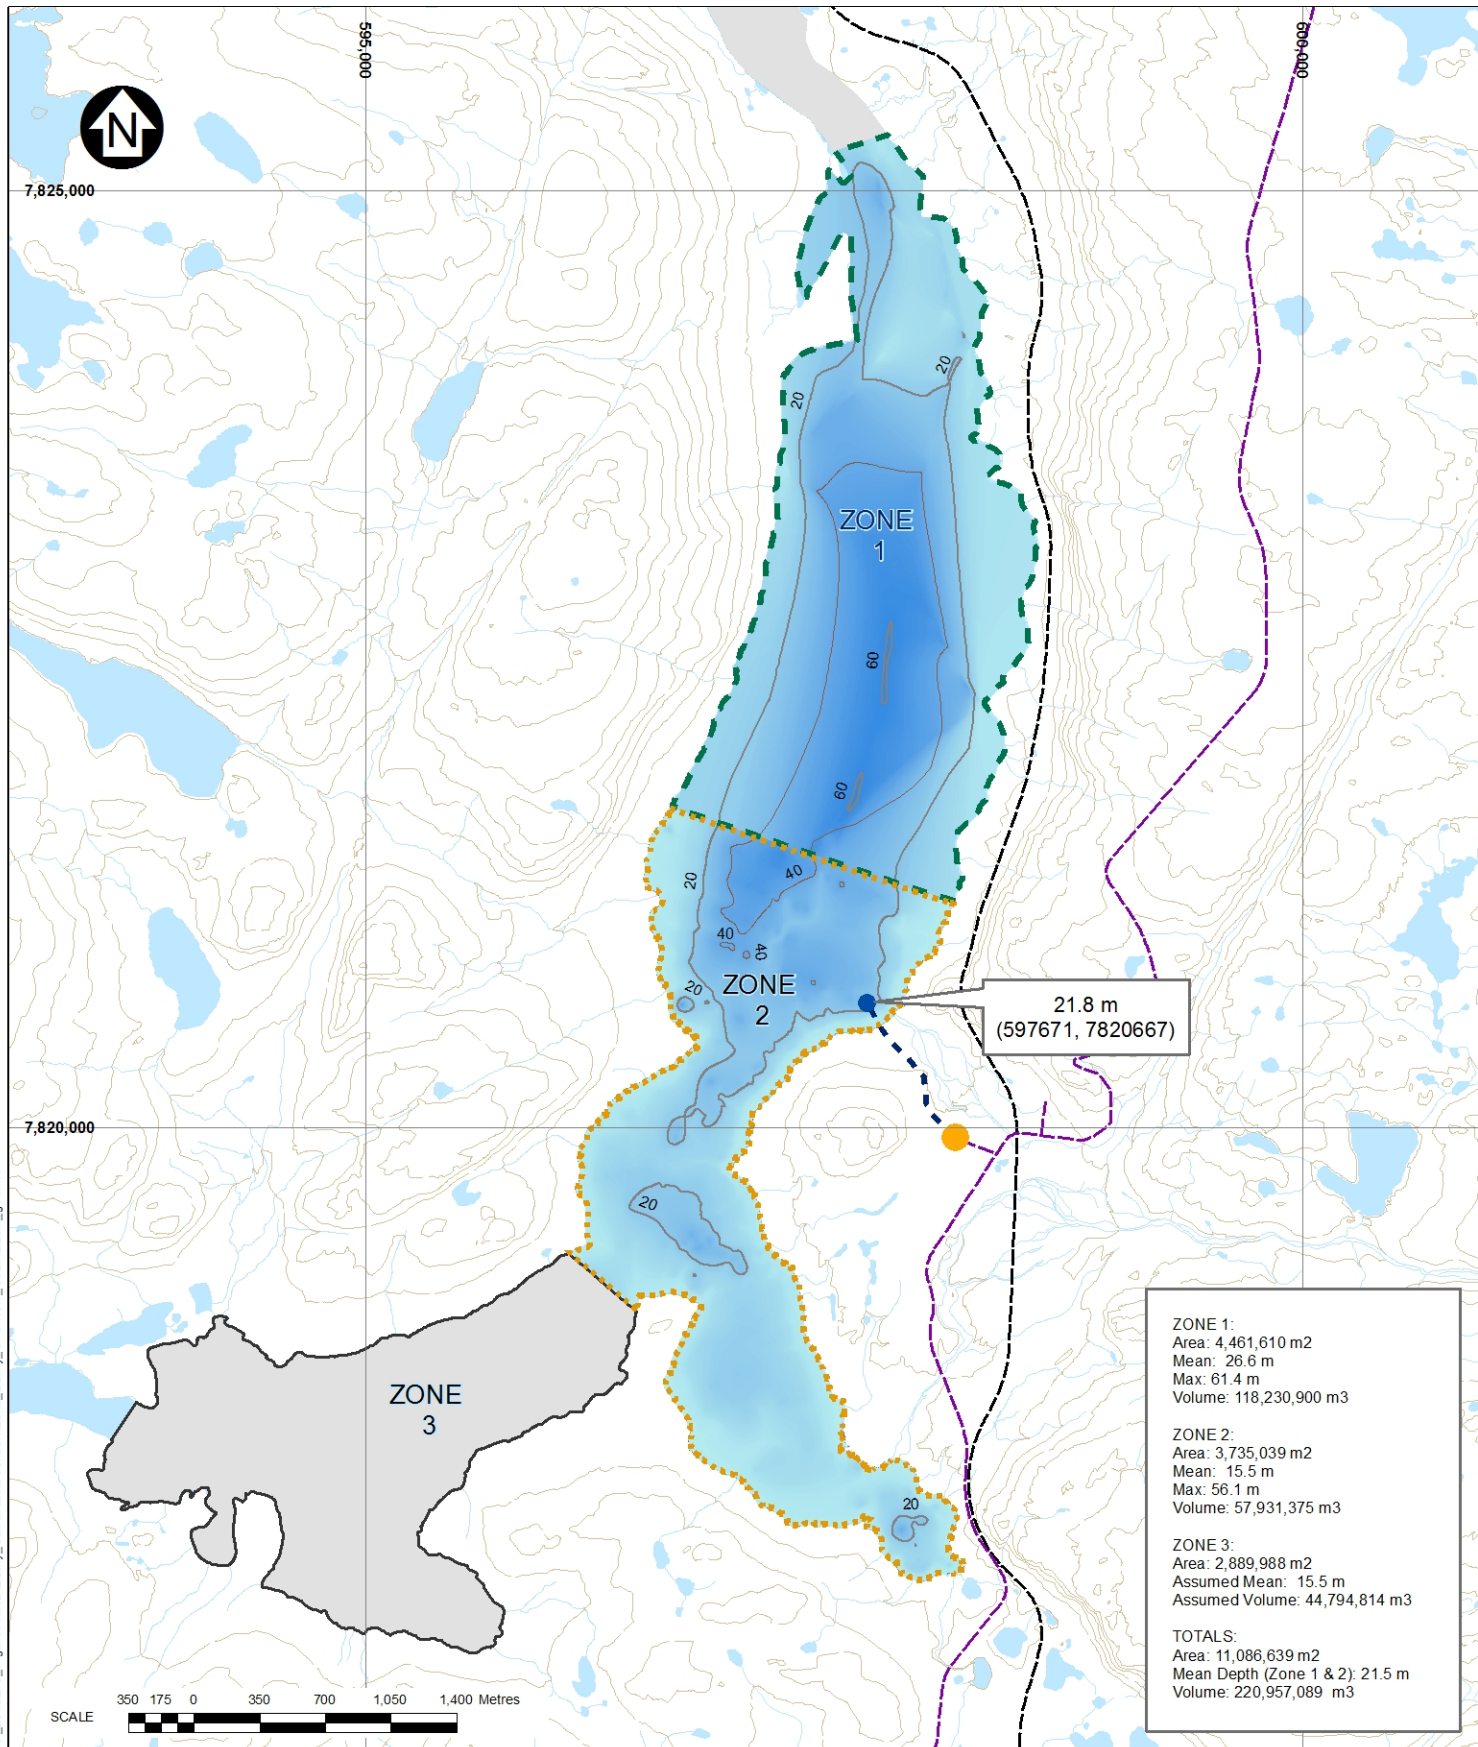 595,000
600,000
N
7,825,000
20
20
ZONE
1
60
60
20
40
40
40
20
ZONE
2
21.8 m
(597671, 7820667)
7,820,000
20
ZONE
3
20
ZONE 1:
Area: 4,461,610 m2
Mean: 26.6 m
Max: 61.4 m
Volume: 118,230,900 m3
ZONE 2:
Area: 3,735,039 m2
Mean: 15.5 m
Max: 56.1 m
Volume: 57,931,375 m3
ZONE 3:
Area: 2,889,988 m2
Assumed Mean: 15.5 m
Assumed Volume: 44,794,814 m3
TOTALS:
Area: 11,086,639 m2
Mean Depth (Zone 1 & 2): 21.5 m
Volume: 220,957,089 m3
350 175 0 350 700 1,050 1,400 Metres
SCALE